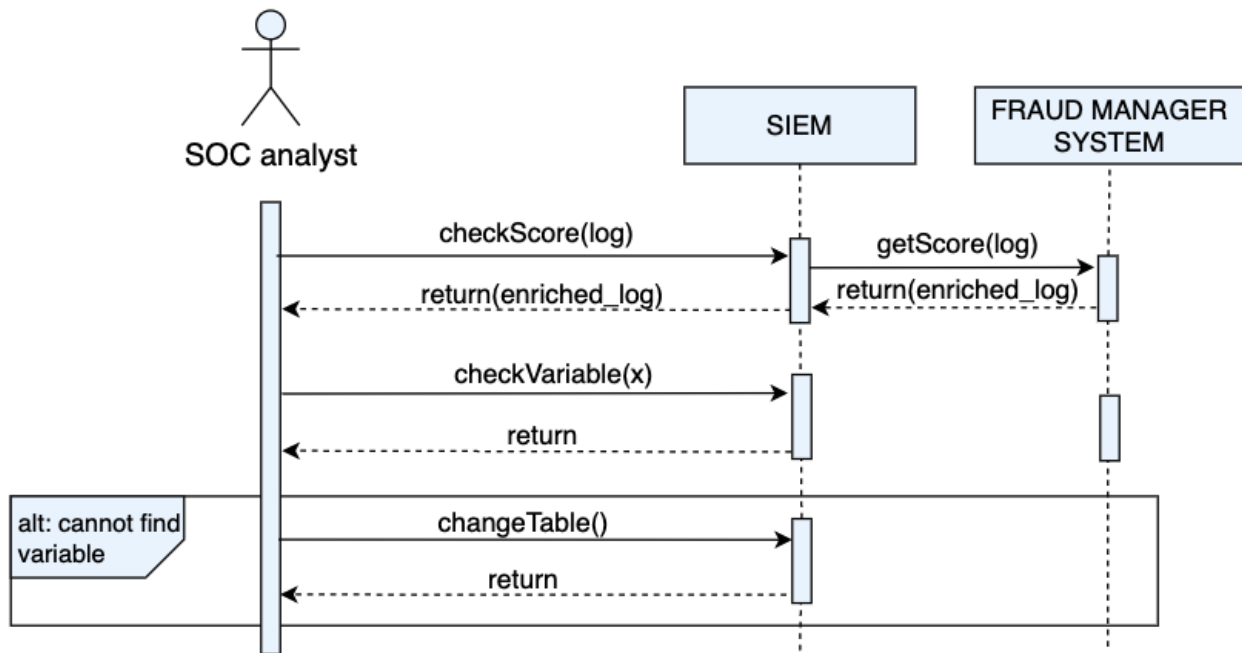 SOC analyst
SIEM
FRAUD MANAGER
SYSTEM
checkScore(log)
getScore(log)
return(enriched_log)
return(enriched_log)
checkVariable(x)
return
alt: cannot find
variable
changeTable()
return